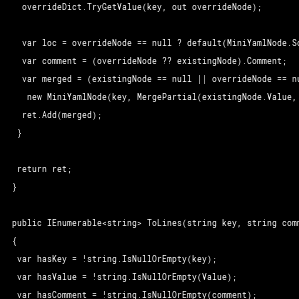 overrideDict.TryGetValue(key, out overrideNode);
var loc = overrideNode == null ? default(MiniYamlNode.So
var comment = (overrideNode ?? existingNode).Comment;
var merged = (existingNode == null || overrideNode == nu
new MiniYamlNode(key, MergePartial(existingNode.Value,
ret.Add(merged);
}
return ret;
}
public IEnumerable<string> ToLines(string key, string com
{
var hasKey = !string.IsNullOrEmpty(key);
var hasValue = !string.IsNullOrEmpty(Value);
var hasComment = !string.IsNullOrEmpty(comment);